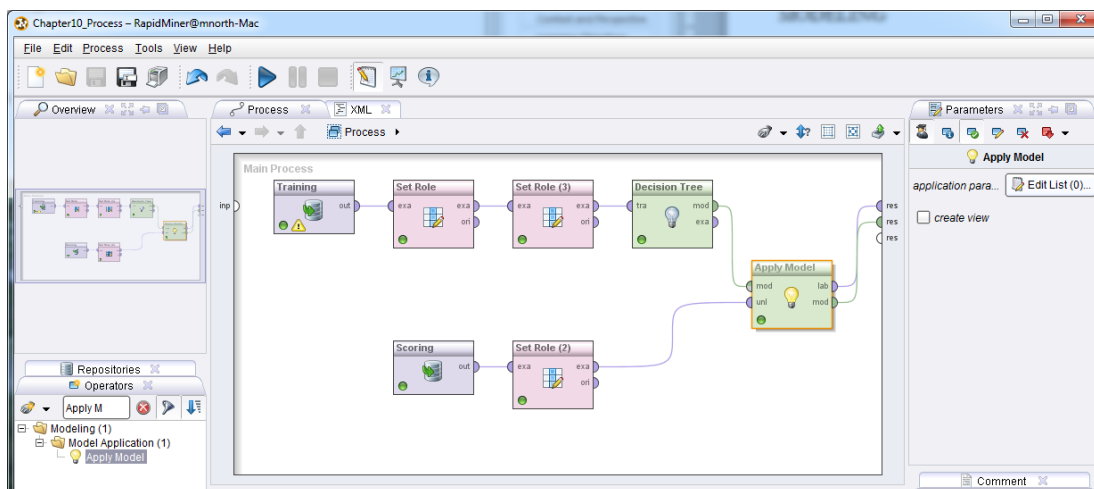 Chapter10_Process – RapidMiner@mnorth-Mac
MODELING
File Edit Process Tools View Help
Overview
Process
XML
Parameters
Process
Main Process
Apply Model
Training
Set Role
Set Role (3)
Decision Tree
inp
out
exa
exa
exa
exa
tra
mod
res
ori
ori
exa
res
res
application para...
Edit List (0)...
create view
Apply Model
mod
lab
unl
mod
Scoring
Set Role (2)
out
exa
exa
ori
Repositories
Operators
Apply M
Modeling (1)
Model Application (1)
Apply Model
Comment